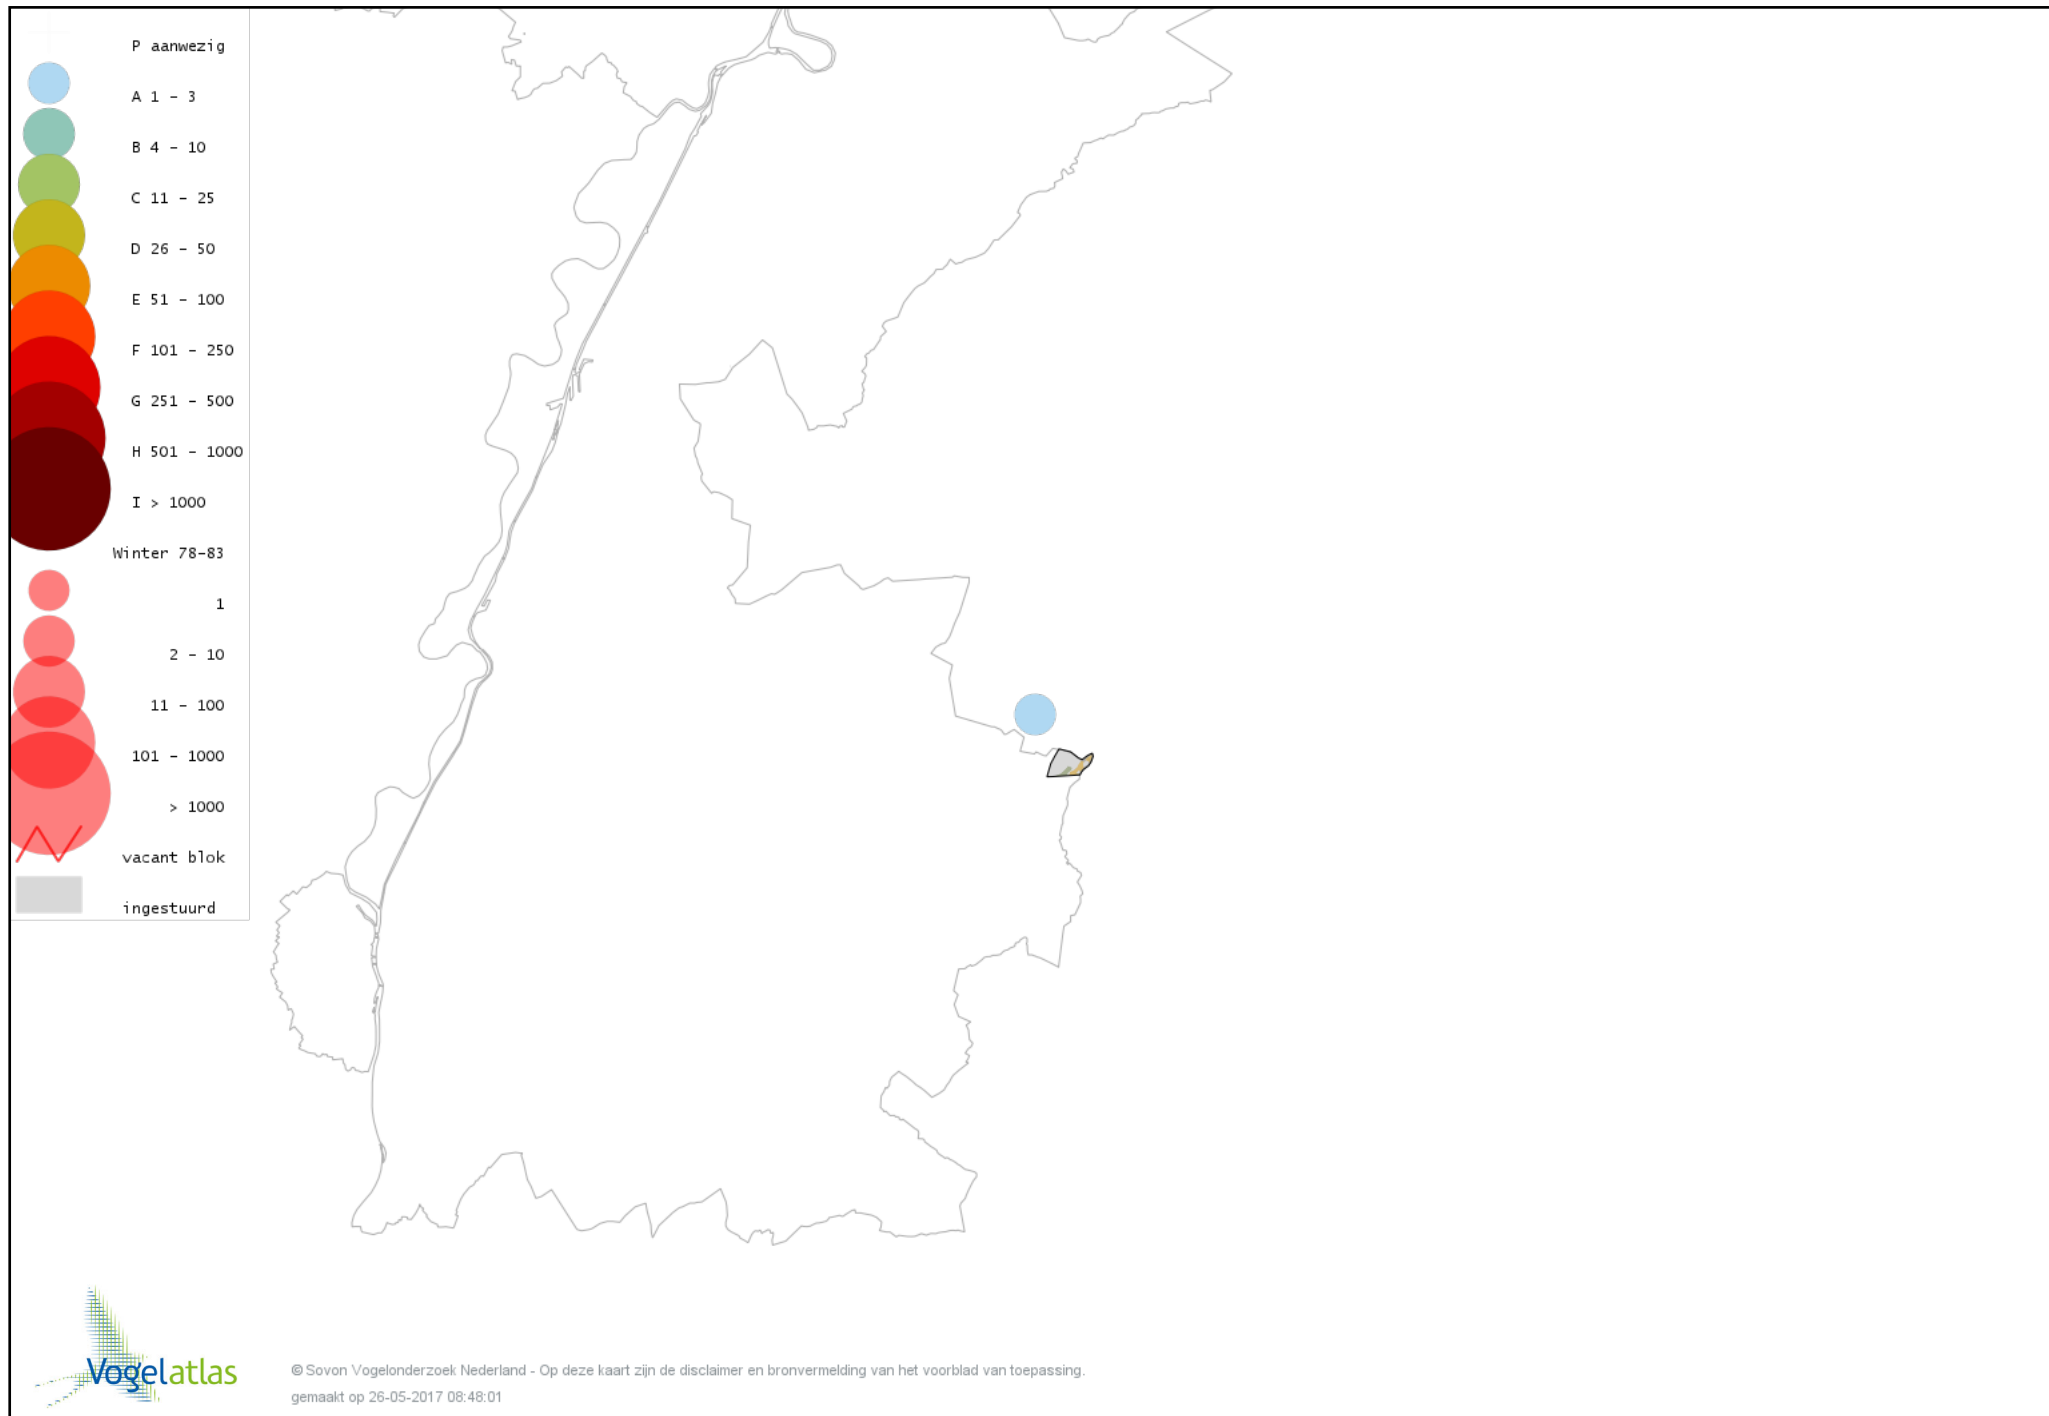 P aanwezig
A 1 - 3
B 4 - 10
C 11 - 25
D 26 - 50
E 51 - 100
F 101 - 250
G 251 - 500
H 501 - 1000
I > 1000
Winter 78-83
1
2 - 10
11 - 100
101 - 1000
> 1000
vacant blok
ingestuurd
Vogelatlas
© Sovon Vogelonderzoek Nederland - Op deze kaart zijn de disclaimer en bronvermelding van het voorblad van toepassing.
gemaakt op 26-05-2017 08:48:01